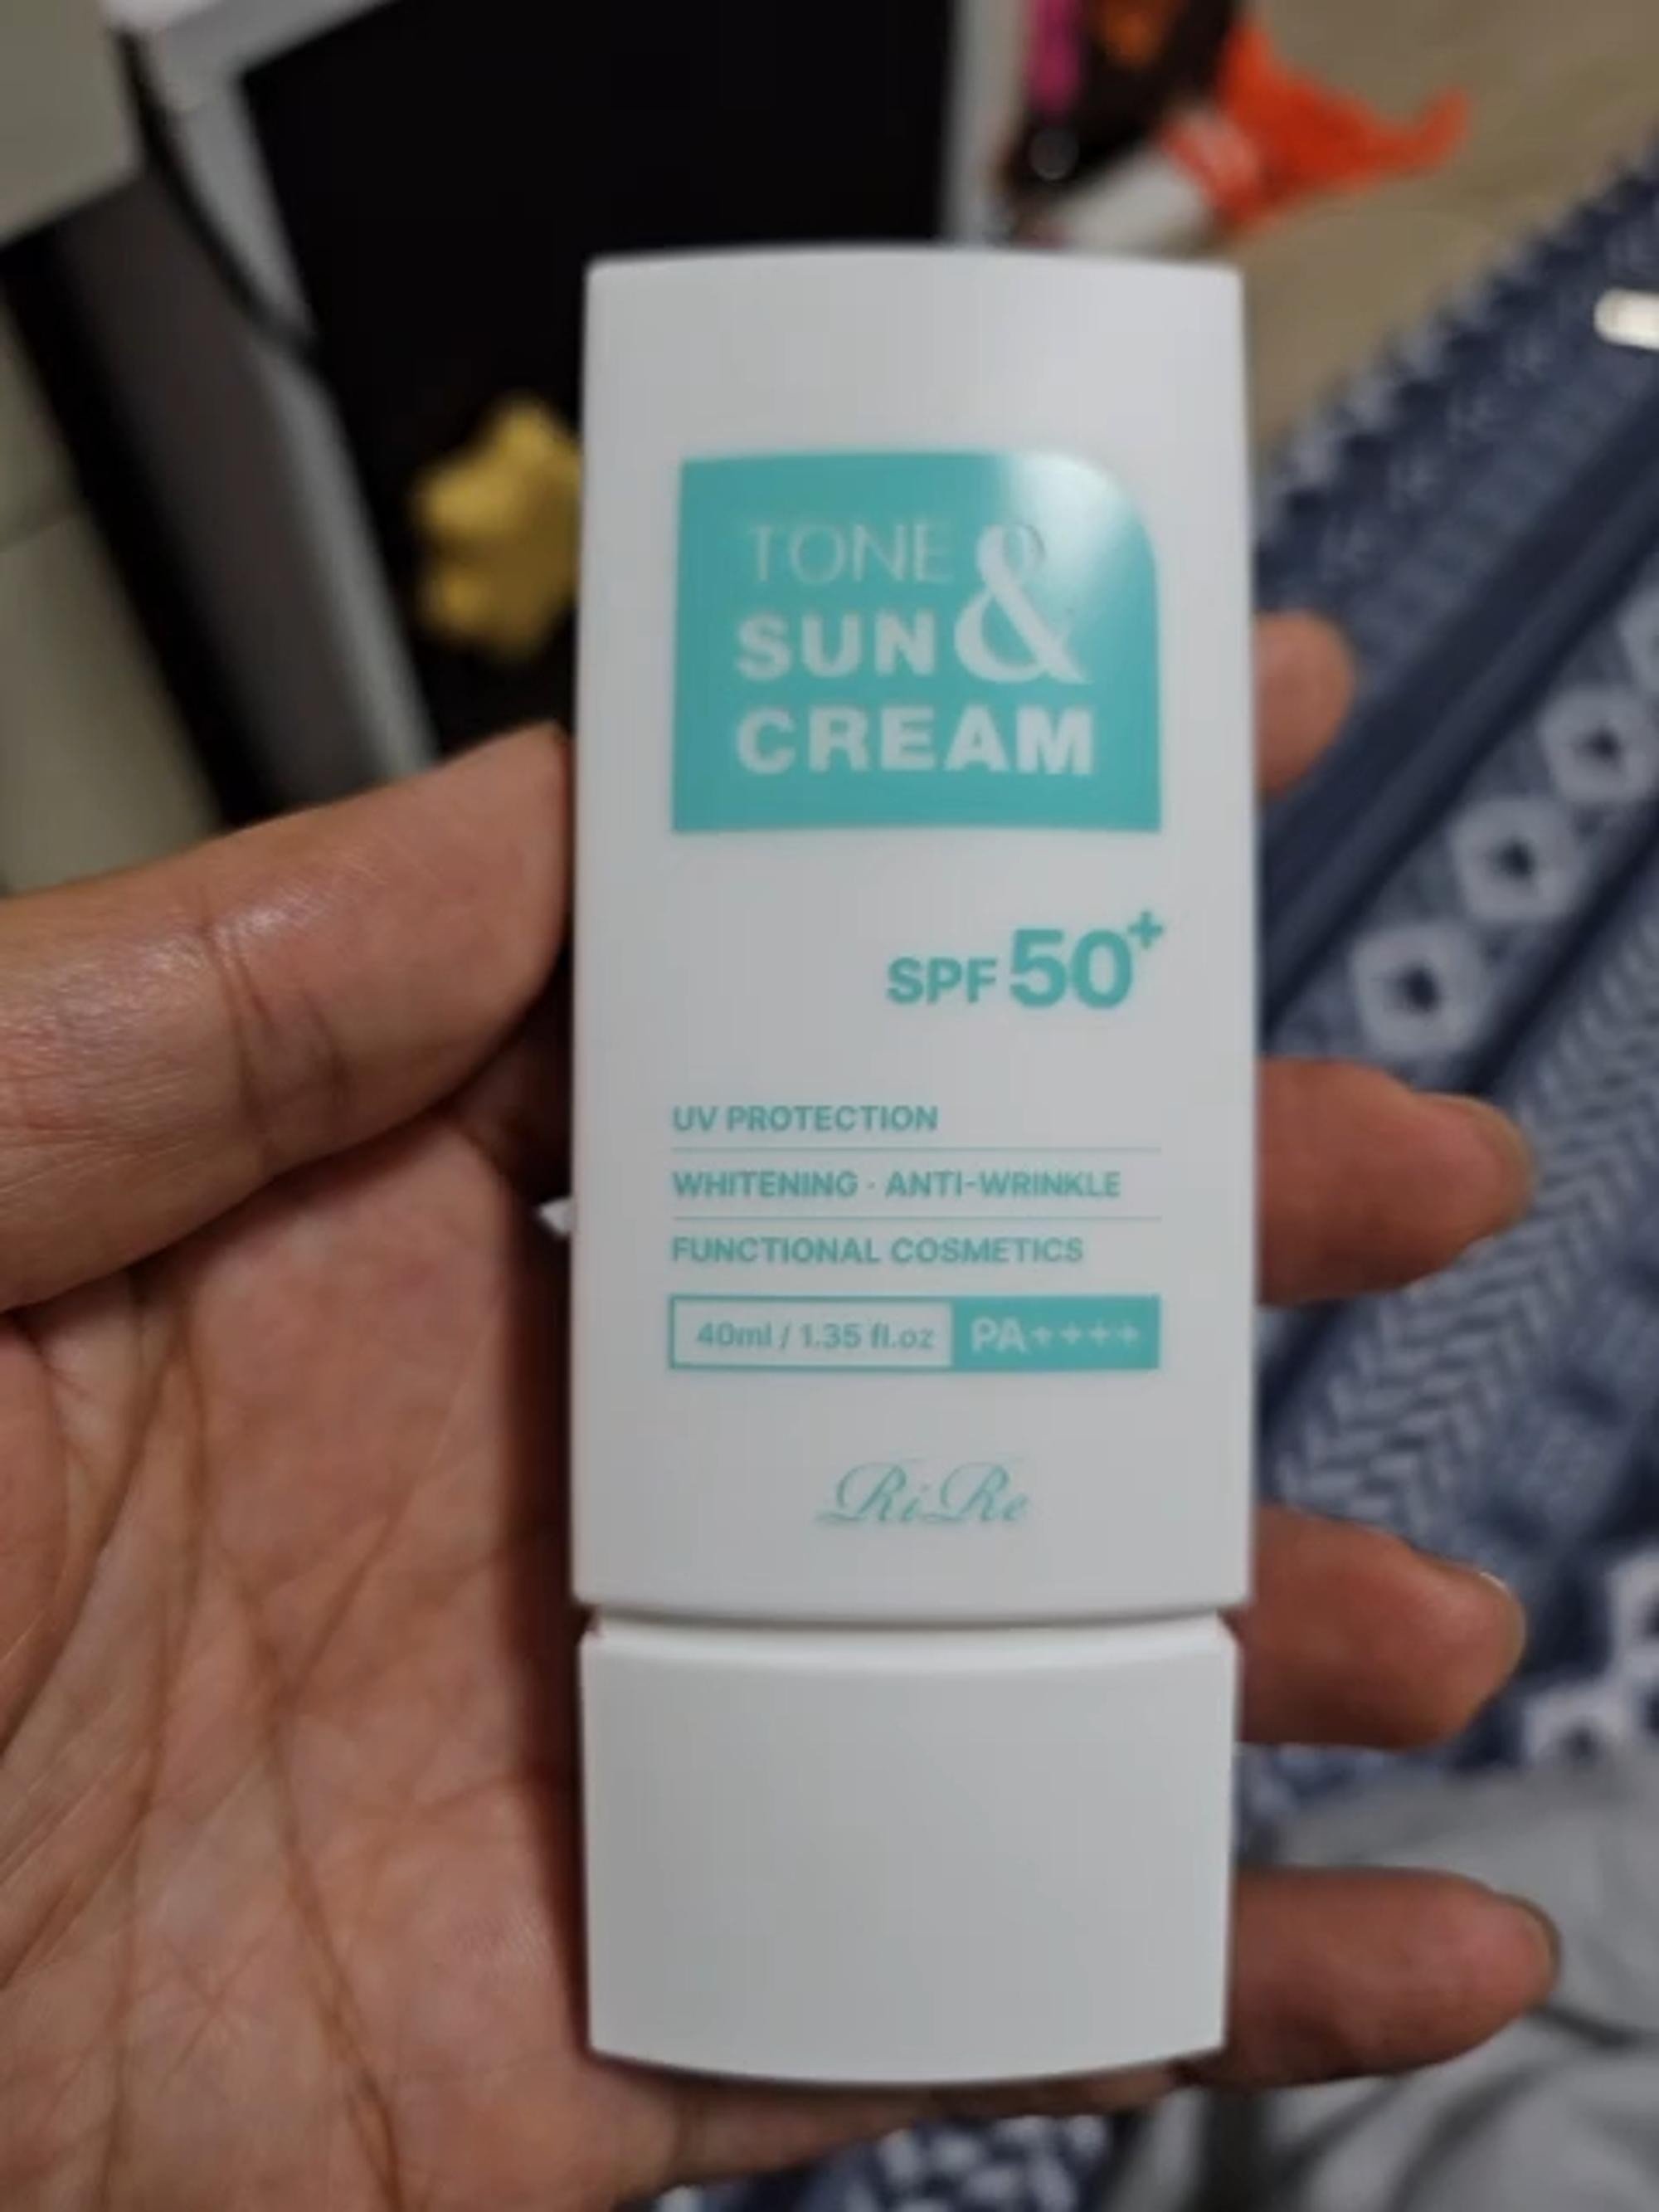 TONE &
SUN
CREAM
SPF 50+
UV PROTECTION
WHITENING · ANTI-WRINKLE
FUNCTIONAL COSMETICS
40ml / 1.35 fl.oz PA++++
RiRe